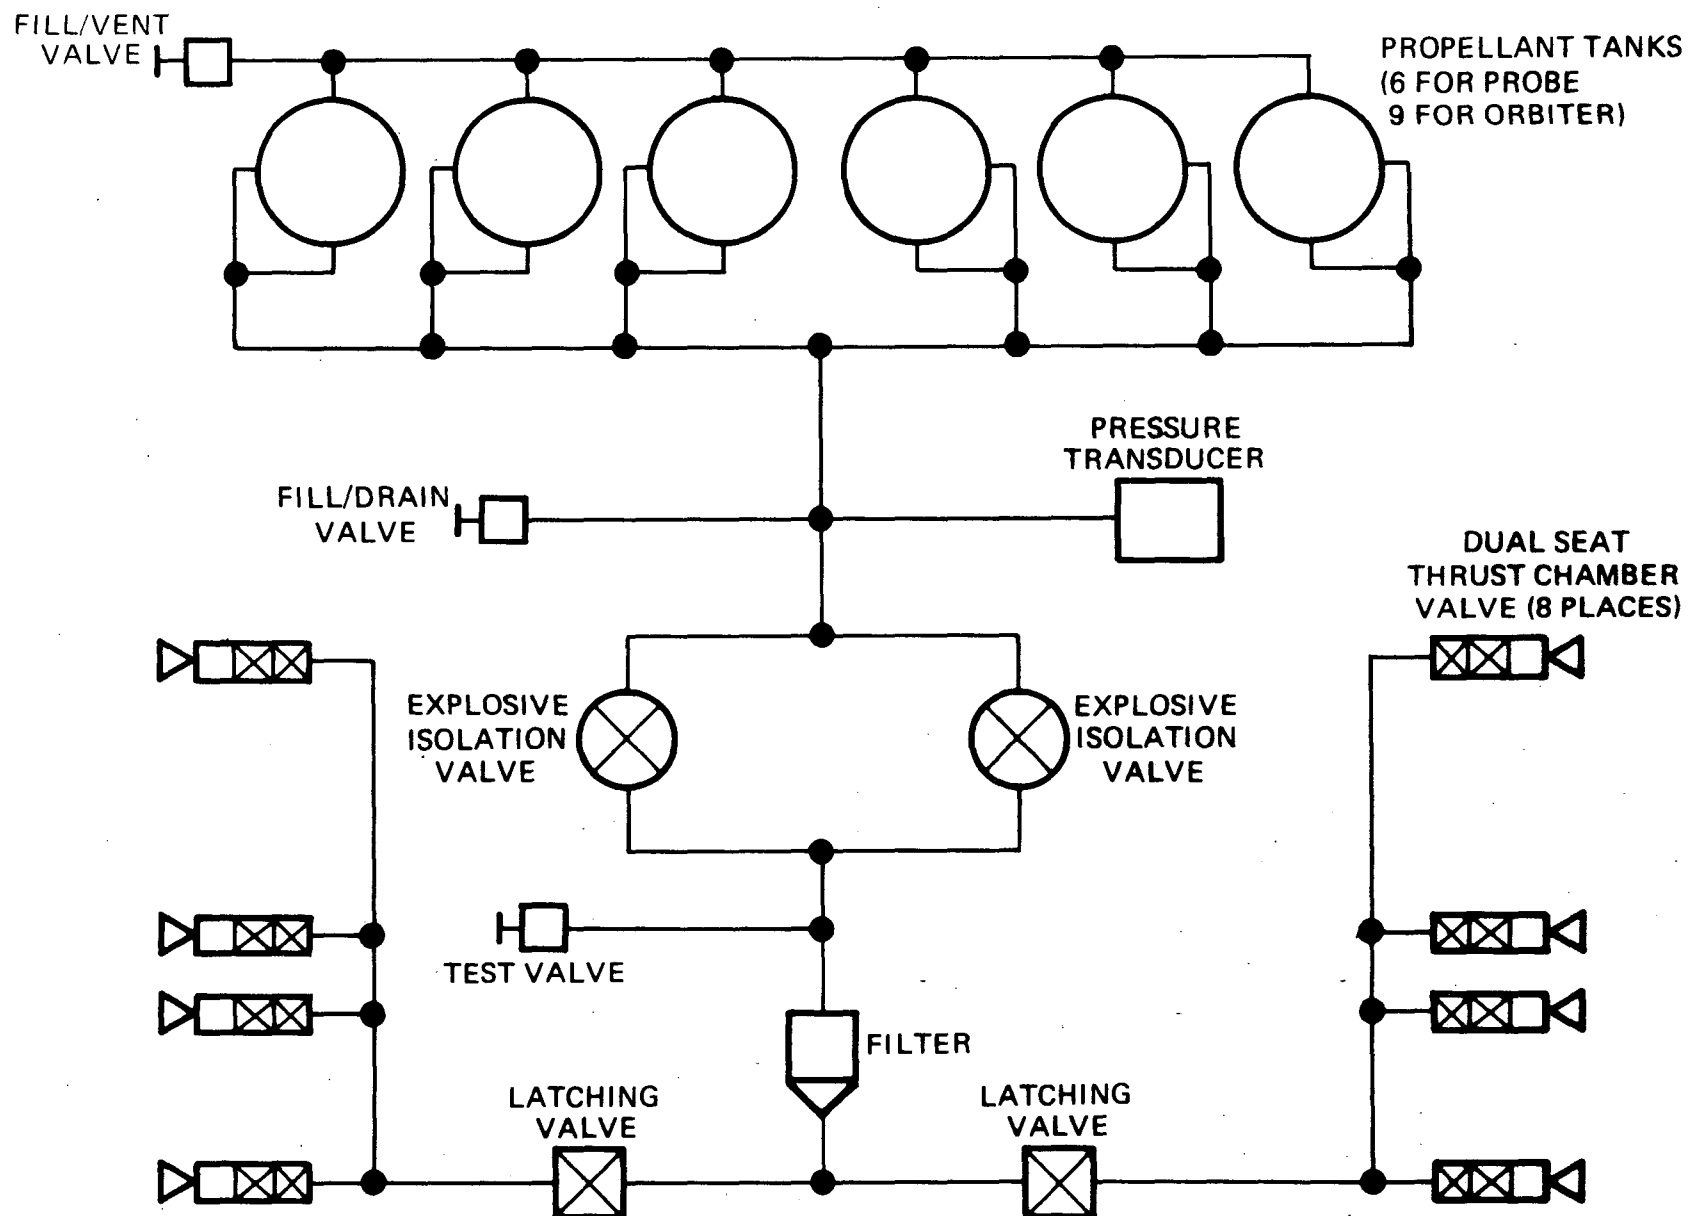 FILL/VENT
VALVE
PROPELLANT TANKS
(6 FOR PROBE
9 FOR ORBITER)
PRESSURE
TRANSDUCER
FILL/DRAIN
VALVE
DUAL SEAT
THRUST CHAMBER
VALVE (8 PLACES)
EXPLOSIVE
ISOLATION
VALVE
EXPLOSIVE
ISOLATION
VALVE
TEST VALVE
FILTER
LATCHING
VALVE
LATCHING
VALVE